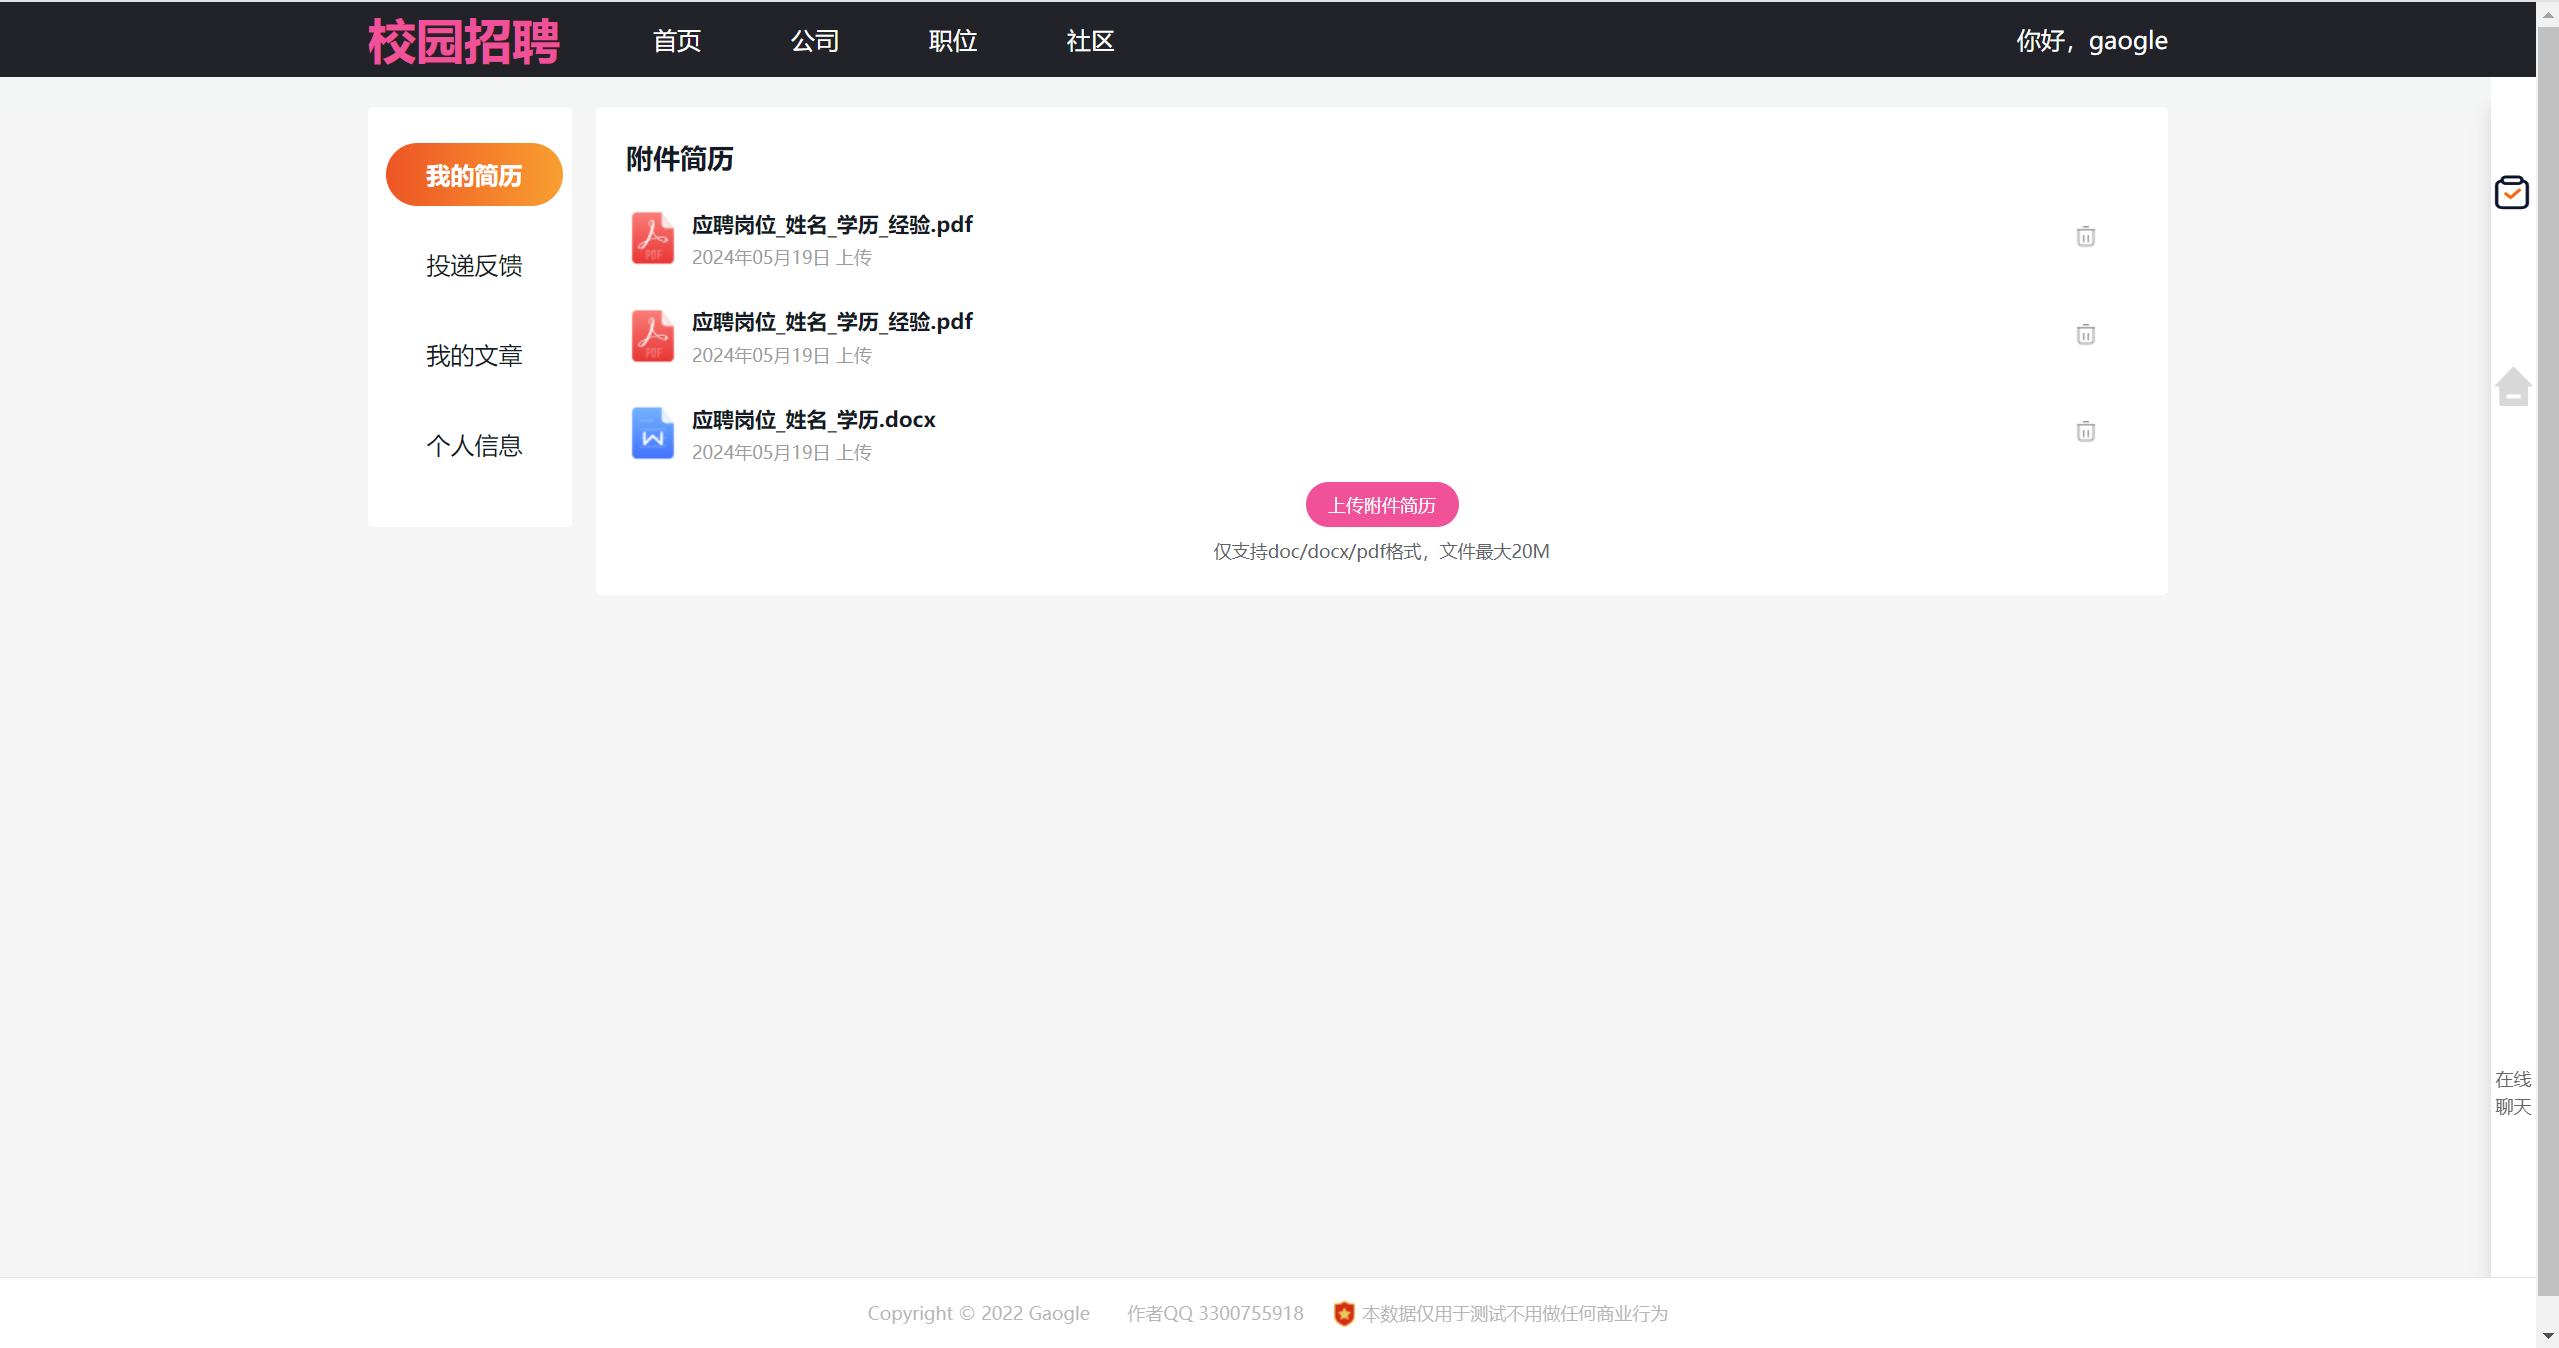 校园招聘 首页 公司 职位 社区 你好，gaogle
我的简历
投递反馈
我的文章
个人信息
附件简历
PDF
应聘岗位_姓名_学历_经验.pdf
2024年05月19日 上传
PDF
应聘岗位_姓名_学历_经验.pdf
2024年05月19日 上传
应聘岗位_姓名_学历.docx
2024年05月19日 上传
上传附件简历
仅支持doc/docx/pdf格式，文件最大20M
在线
聊天
Copyright © 2022 Gaogle 作者QQ 3300755918 本数据仅用于测试不用做任何商业行为